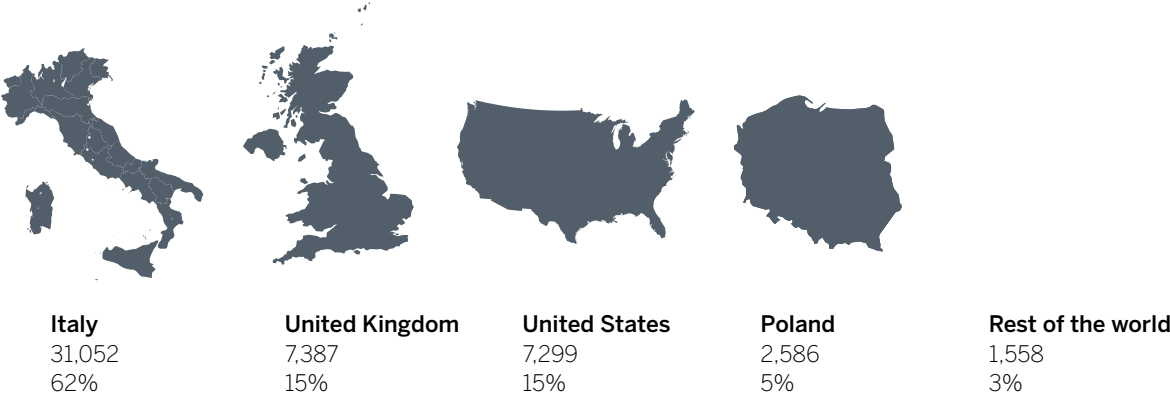 Italy
31,052
62%
United Kingdom
7,387
15%
United States
7,299
15%
Poland
2,586
5%
Rest of the world
1,558
3%